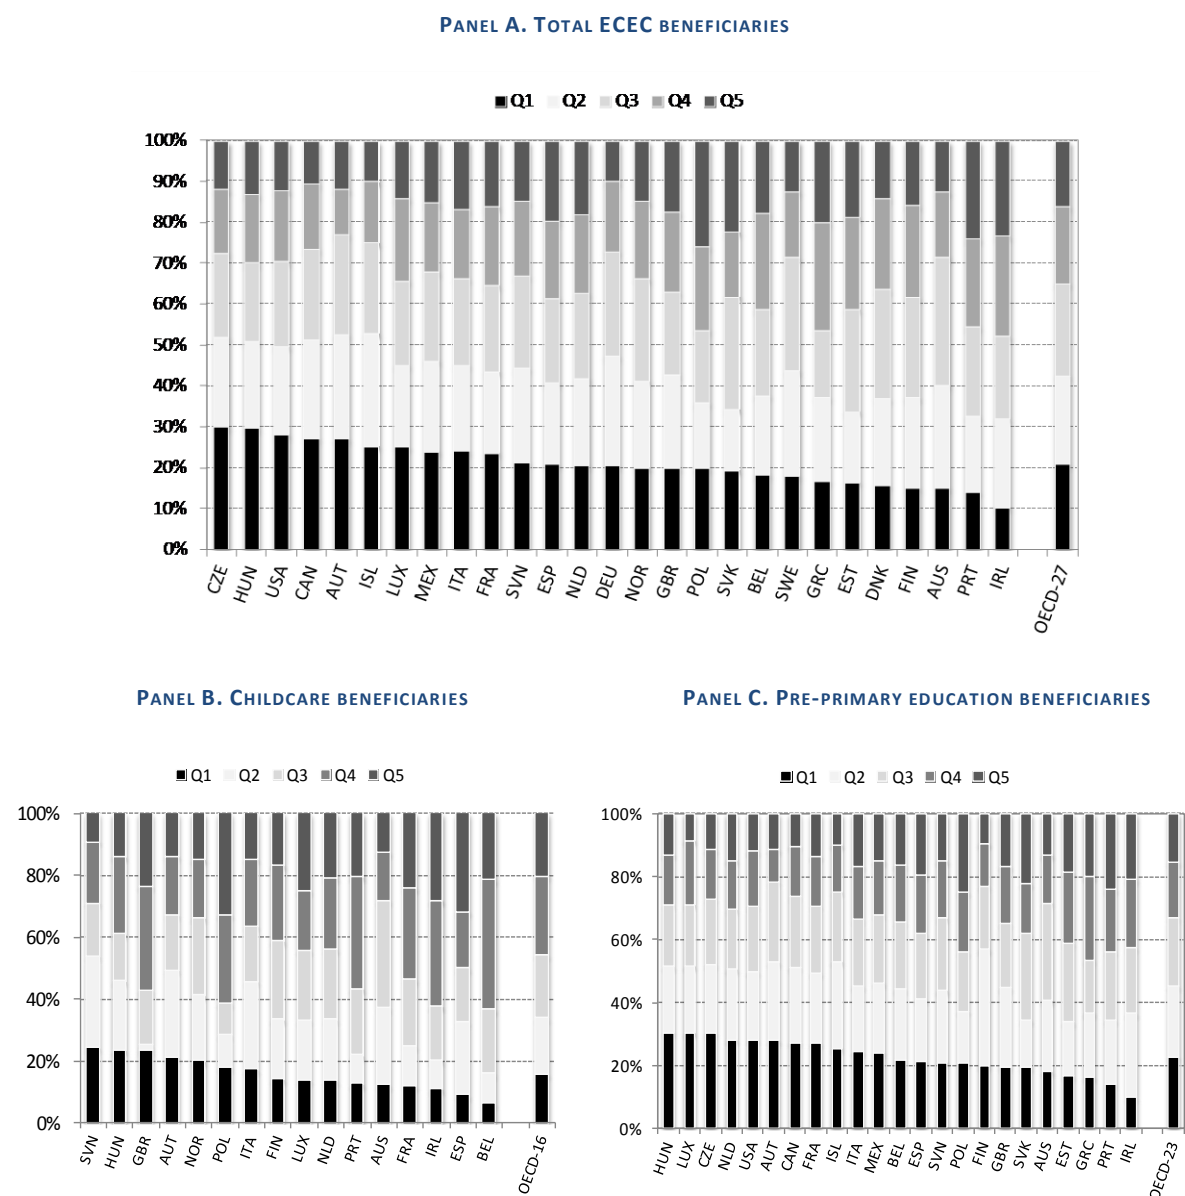 PANEL A. TOTAL ECEC BENEFICIARIES
Q1 Q2 Q3 Q4 Q5
100%
90%
80%
70%
60%
50%
40%
30%
20%
10%
0%
CZE HUN USA CAN AUT ISL LUX MEX ITA FRA SVN ESP NLD DEU NOR GBR POL SVK BEL SWE GRC EST DNK FIN AUS PRT IRL OECD-27
PANEL B. CHILDCARE BENEFICIARIES
Q1 Q2 Q3 Q4 Q5
100%
80%
60%
40%
20%
0%
SVN HUN GBR AUT NOR POL ITA FIN LUX NLD PRT AUS FRA IRL ESP BEL OECD-16
PANEL C. PRE-PRIMARY EDUCATION BENEFICIARIES
Q1 Q2 Q3 Q4 Q5
100%
80%
60%
40%
20%
0%
HUN LUX CZE NLD USA AUT CAN FRA ISL ITA MEX BEL ESP SVN POL FIN GBR SVK AUS EST GRC PRT IRL OECD-23